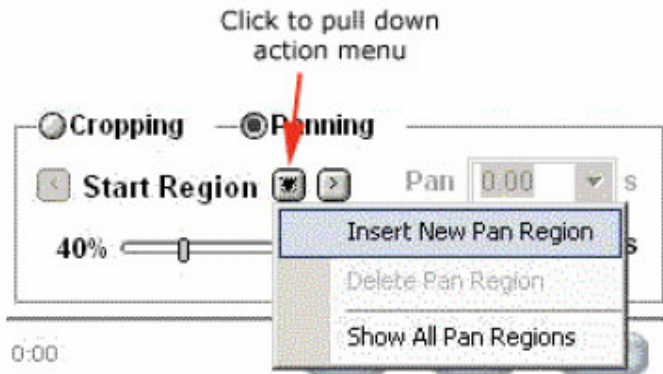 Click to pull down
action menu
Cropping Panning
Start Region Pan 0.00 s
Insert New Pan Region
40% s
Delete Pan Region
Show All Pan Regions
0:00